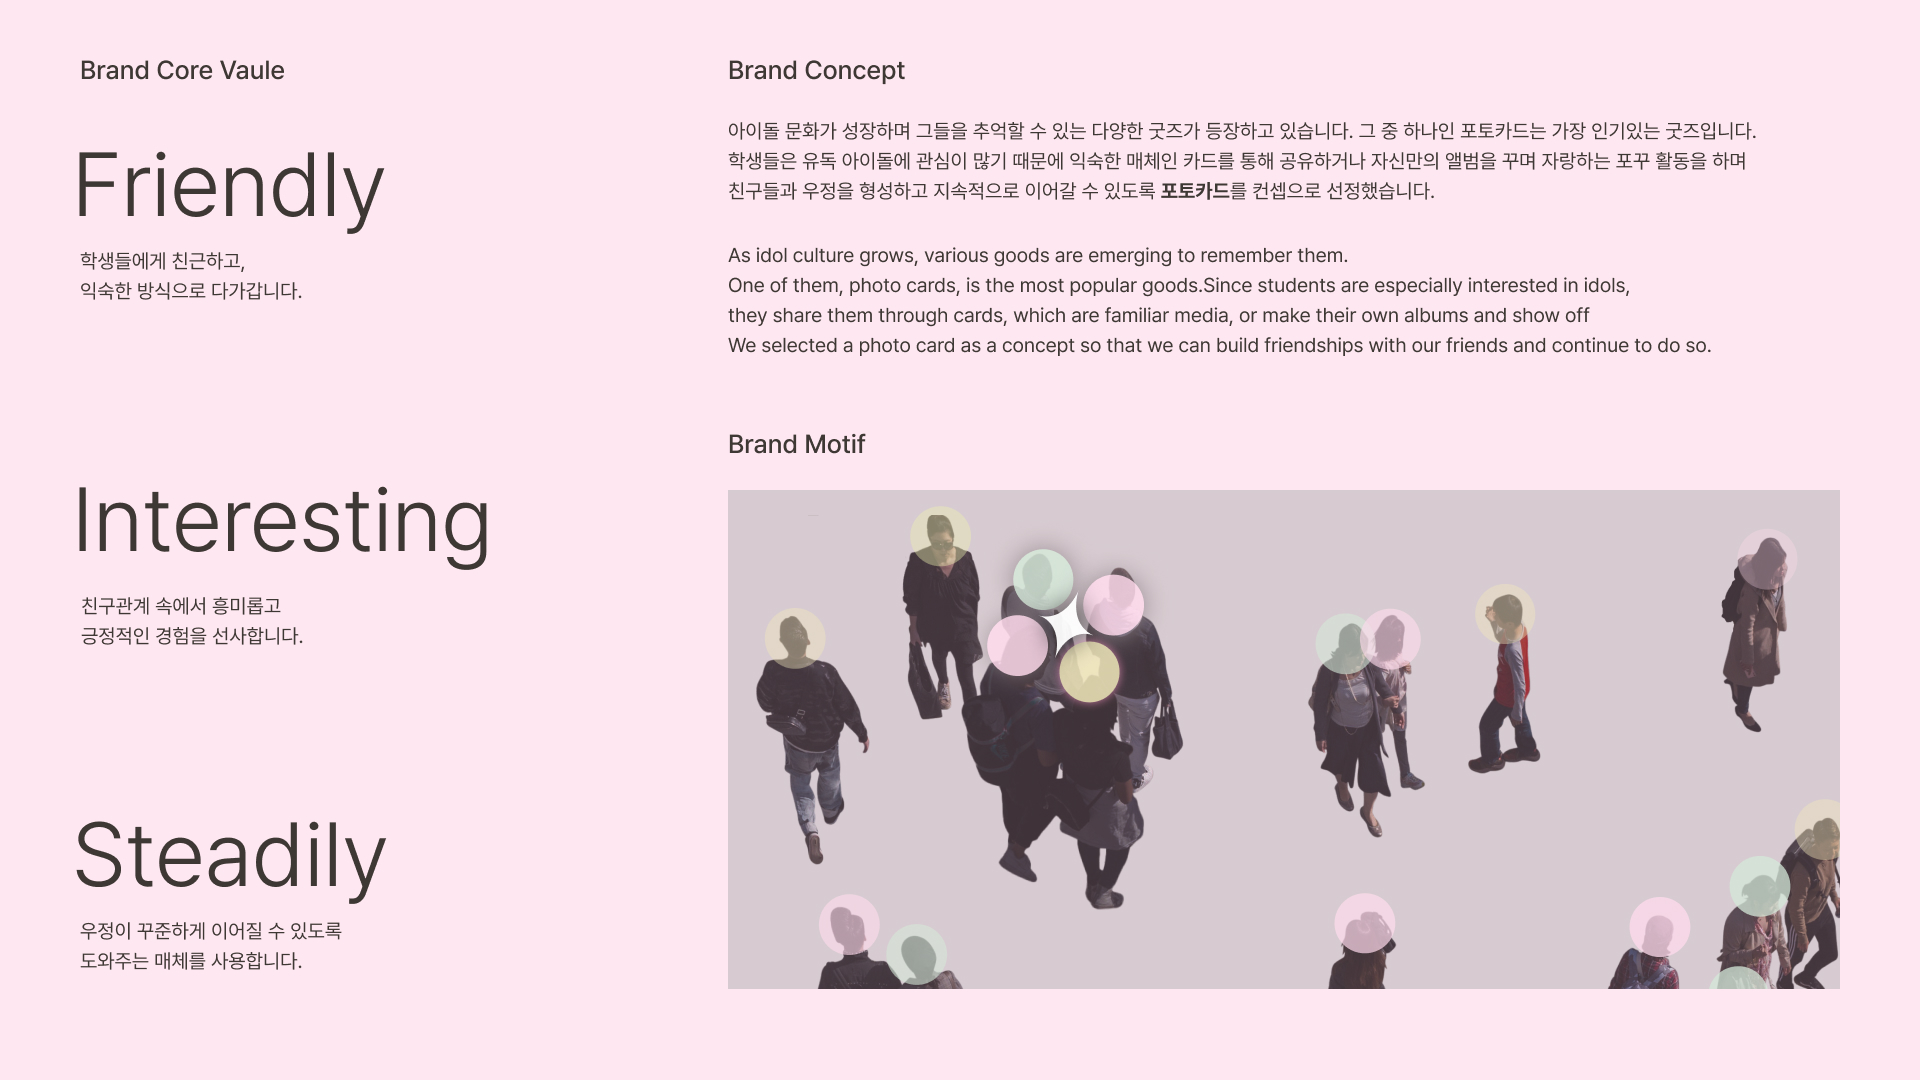 Brand Core Vaule
Friendly
학생들에게 친근하고,
익숙한 방식으로 다가갑니다.
Interesting
친구관계 속에서 흥미롭고
긍정적인 경험을 선사합니다.
Steadily
우정이 꾸준하게 이어질 수 있도록
도와주는 매체를 사용합니다.
Brand Concept
아이돌 문화가 성장하며 그들을 추억할 수 있는 다양한 굿즈가 등장하고 있습니다. 그 중 하나인 포토카드는 가장 인기있는 굿즈입니다.
학생들은 유독 아이돌에 관심이 많기 때문에 익숙한 매체인 카드를 통해 공유하거나 자신만의 앨범을 꾸며 자랑하는 포꾸 활동을 하며
친구들과 우정을 형성하고 지속적으로 이어갈 수 있도록 포토카드를 컨셉으로 선정했습니다.
As idol culture grows, various goods are emerging to remember them.
One of them, photo cards, is the most popular goods.Since students are especially interested in idols,
they share them through cards, which are familiar media, or make their own albums and show off
We selected a photo card as a concept so that we can build friendships with our friends and continue to do so.
Brand Motif